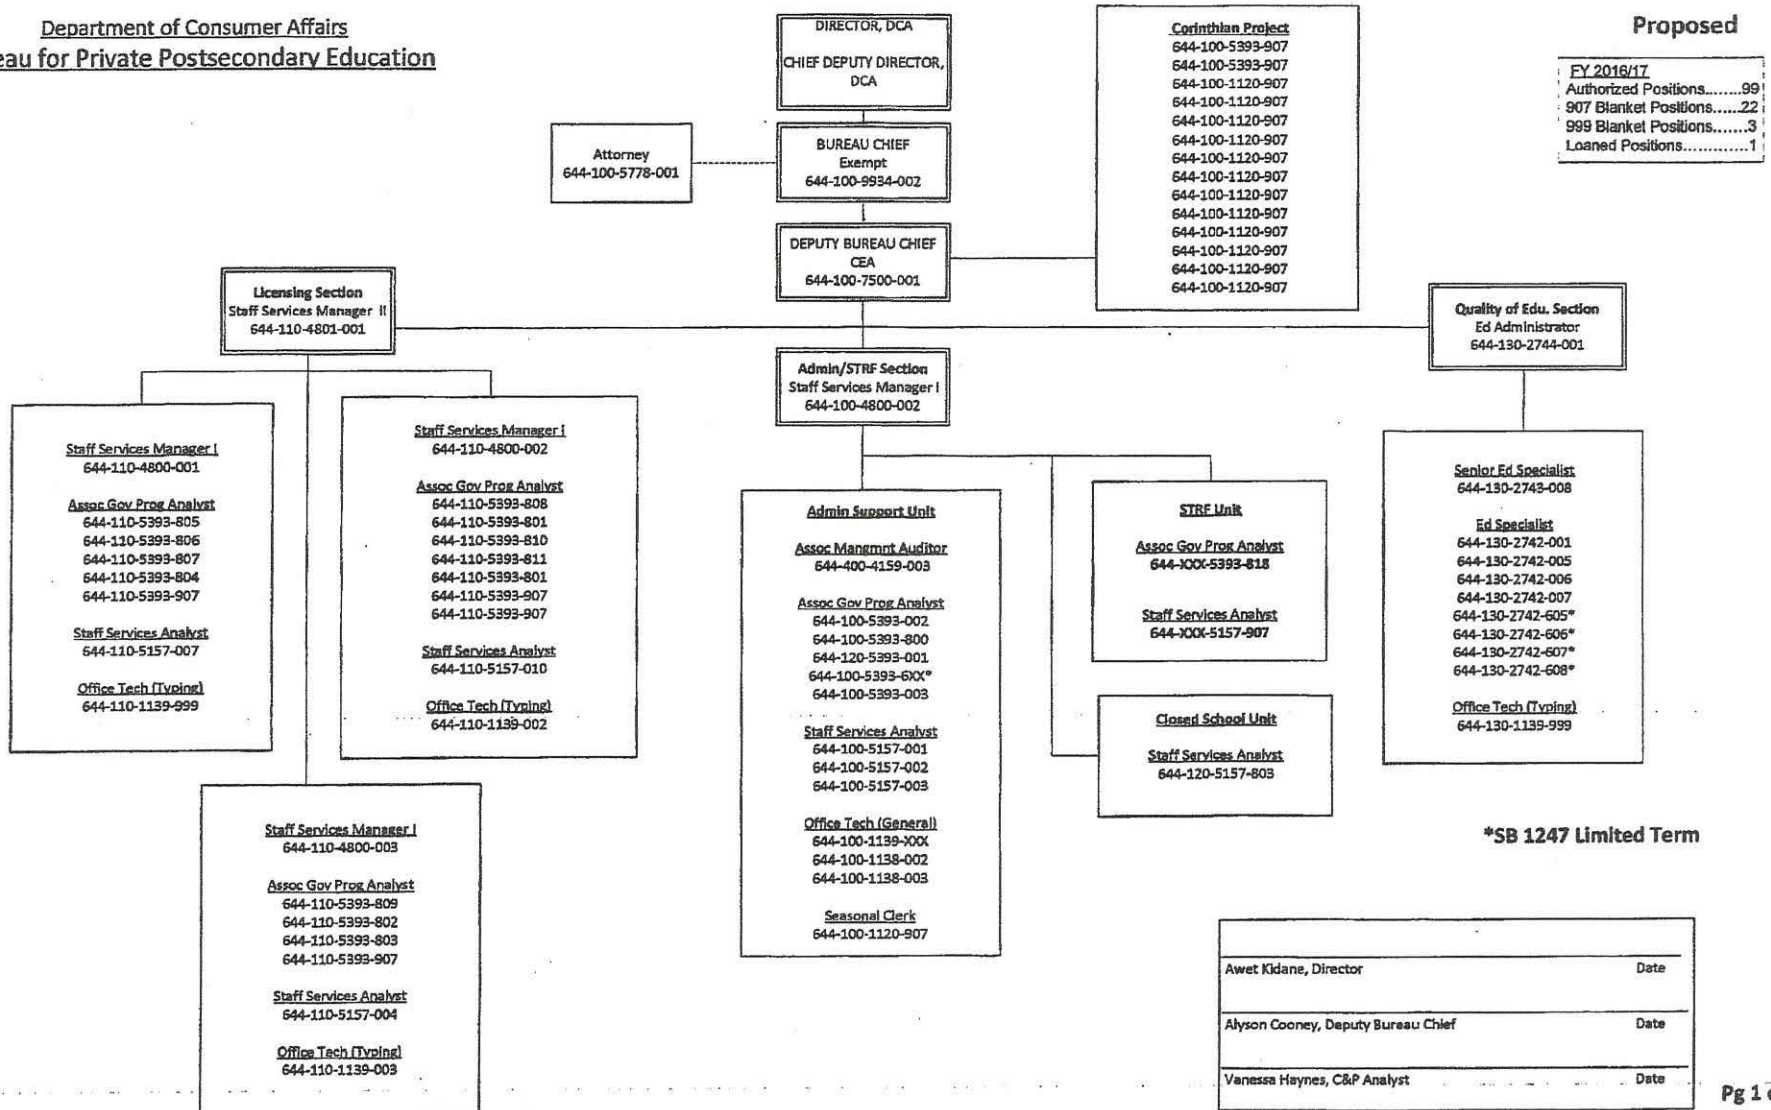 Department of Consumer Affairs
eau for Private Postsecondary Education
Proposed
FY 2016/17
Authorized Positions........99
907 Blanket Positions......22
999 Blanket Positions.......3
Loaned Positions.............1
DIRECTOR, DCA
CHIEF DEPUTY DIRECTOR,
DCA
Attorney
644-100-5778-001
BUREAU CHIEF
Exempt
644-100-9934-002
DEPUTY BUREAU CHIEF
CEA
644-100-7500-001
Corinthian Project
644-100-5393-907
644-100-5393-907
644-100-1120-907
644-100-1120-907
644-100-1120-907
644-100-1120-907
644-100-1120-907
644-100-1120-907
644-100-1120-907
644-100-1120-907
644-100-1120-907
644-100-1120-907
644-100-1120-907
644-100-1120-907
Licensing Section
Staff Services Manager II
644-110-4801-001
Admin/STRF Section
Staff Services Manager I
644-100-4800-002
Quality of Edu. Section
Ed Administrator
644-130-2744-001
Staff Services Manager I
644-110-4800-001
Assoc Gov Prog Analyst
644-110-5393-805
644-110-5393-806
644-110-5393-807
644-110-5393-804
644-110-5393-907
Staff Services Analyst
644-110-5157-007
Office Tech (Typing)
644-110-1139-999
Staff Services Manager I
644-110-4800-002
Assoc Gov Prog Analyst
644-110-5393-808
644-110-5393-801
644-110-5393-810
644-110-5393-811
644-110-5393-801
644-110-5393-907
644-110-5393-907
Staff Services Analyst
644-110-5157-010
Office Tech (Typing)
644-110-1139-002
Staff Services Manager I
644-110-4800-003
Assoc Gov Prog Analyst
644-110-5393-809
644-110-5393-802
644-110-5393-803
644-110-5393-907
Staff Services Analyst
644-110-5157-004
Office Tech (Typing)
644-110-1139-003
Admin Support Unit
Assoc Mangmnt Auditor
644-400-4159-003
Assoc Gov Prog Analyst
644-100-5393-002
644-100-5393-800
644-120-5393-001
644-100-5393-6XX*
644-100-5393-003
Staff Services Analyst
644-100-5157-001
644-100-5157-002
644-100-5157-003
Office Tech (General)
644-100-1139-XXX
644-100-1138-002
644-100-1138-003
Seasonal Clerk
644-100-1120-907
STRF Unit
Assoc Gov Prog Analyst
644-XXX-5393-818
Staff Services Analyst
644-XXX-5157-907
Closed School Unit
Staff Services Analyst
644-120-5157-803
Senior Ed Specialist
644-130-2743-008
Ed Specialist
644-130-2742-001
644-130-2742-005
644-130-2742-006
644-130-2742-007
644-130-2742-605*
644-130-2742-606*
644-130-2742-607*
644-130-2742-608*
Office Tech (Typing)
644-130-1139-999
*SB 1247 Limited Term
Awet Kidane, Director Date
Alyson Cooney, Deputy Bureau Chief Date
Vanessa Haynes, C&P Analyst Date
Pg 1